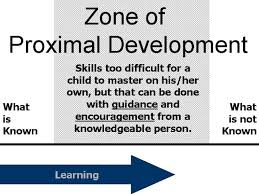 Zone of
Proximal Development
Skills too difficult for a
child to master on his/her
own, but that can be done
with guidance and
encouragement from a
knowledgeable person.
What
is
Known
What
is not
Known
Learning